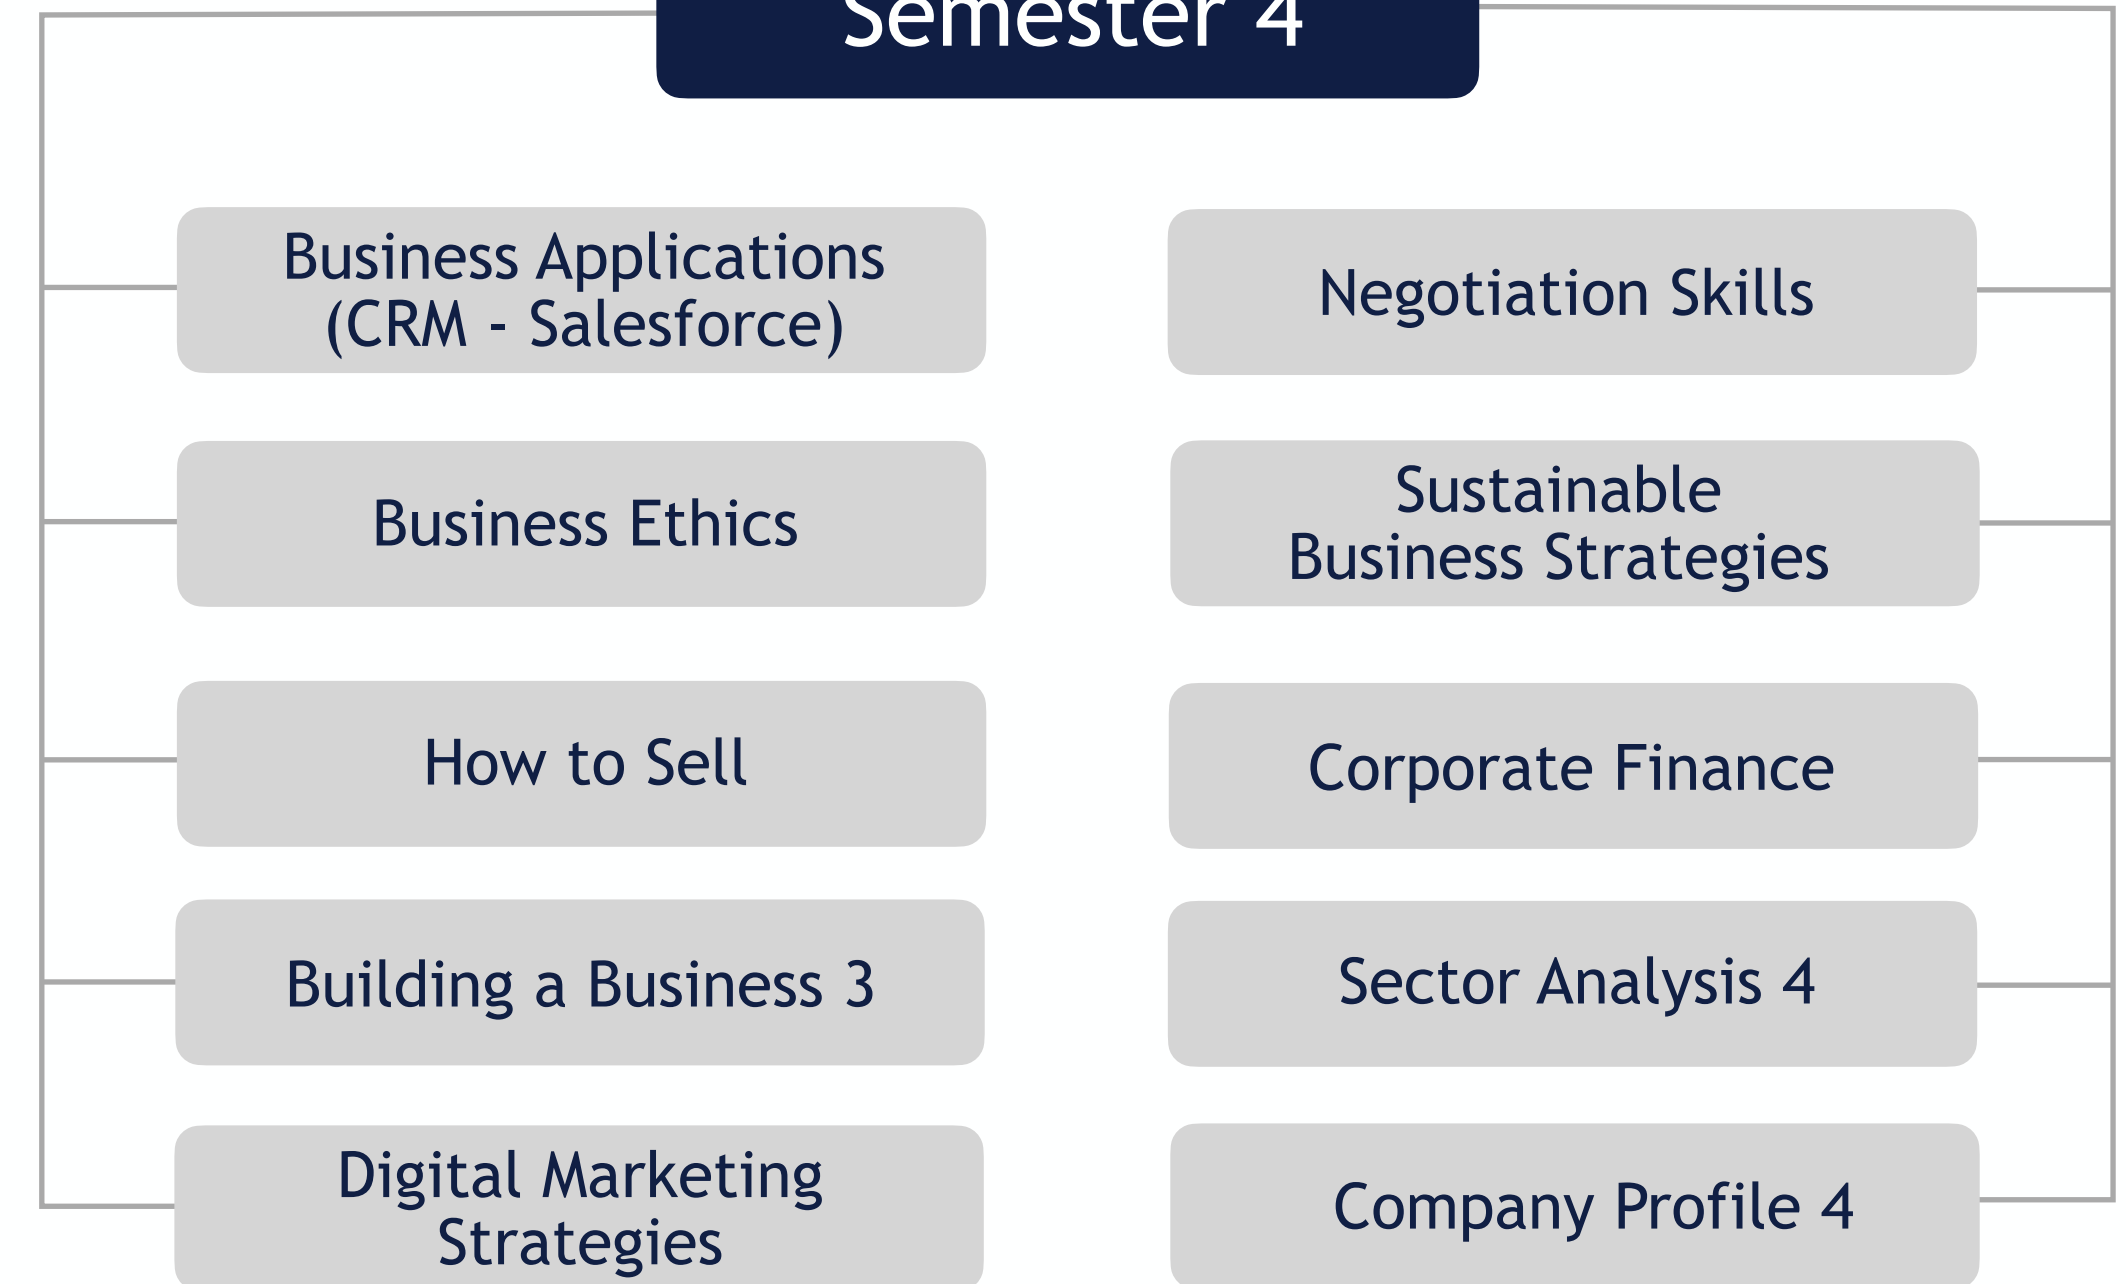 Semester 4
Business Applications
(CRM - Salesforce)
Business Ethics
How to Sell
Building a Business 3
Digital Marketing
Strategies
Negotiation Skills
Sustainable
Business Strategies
Corporate Finance
Sector Analysis 4
Company Profile 4